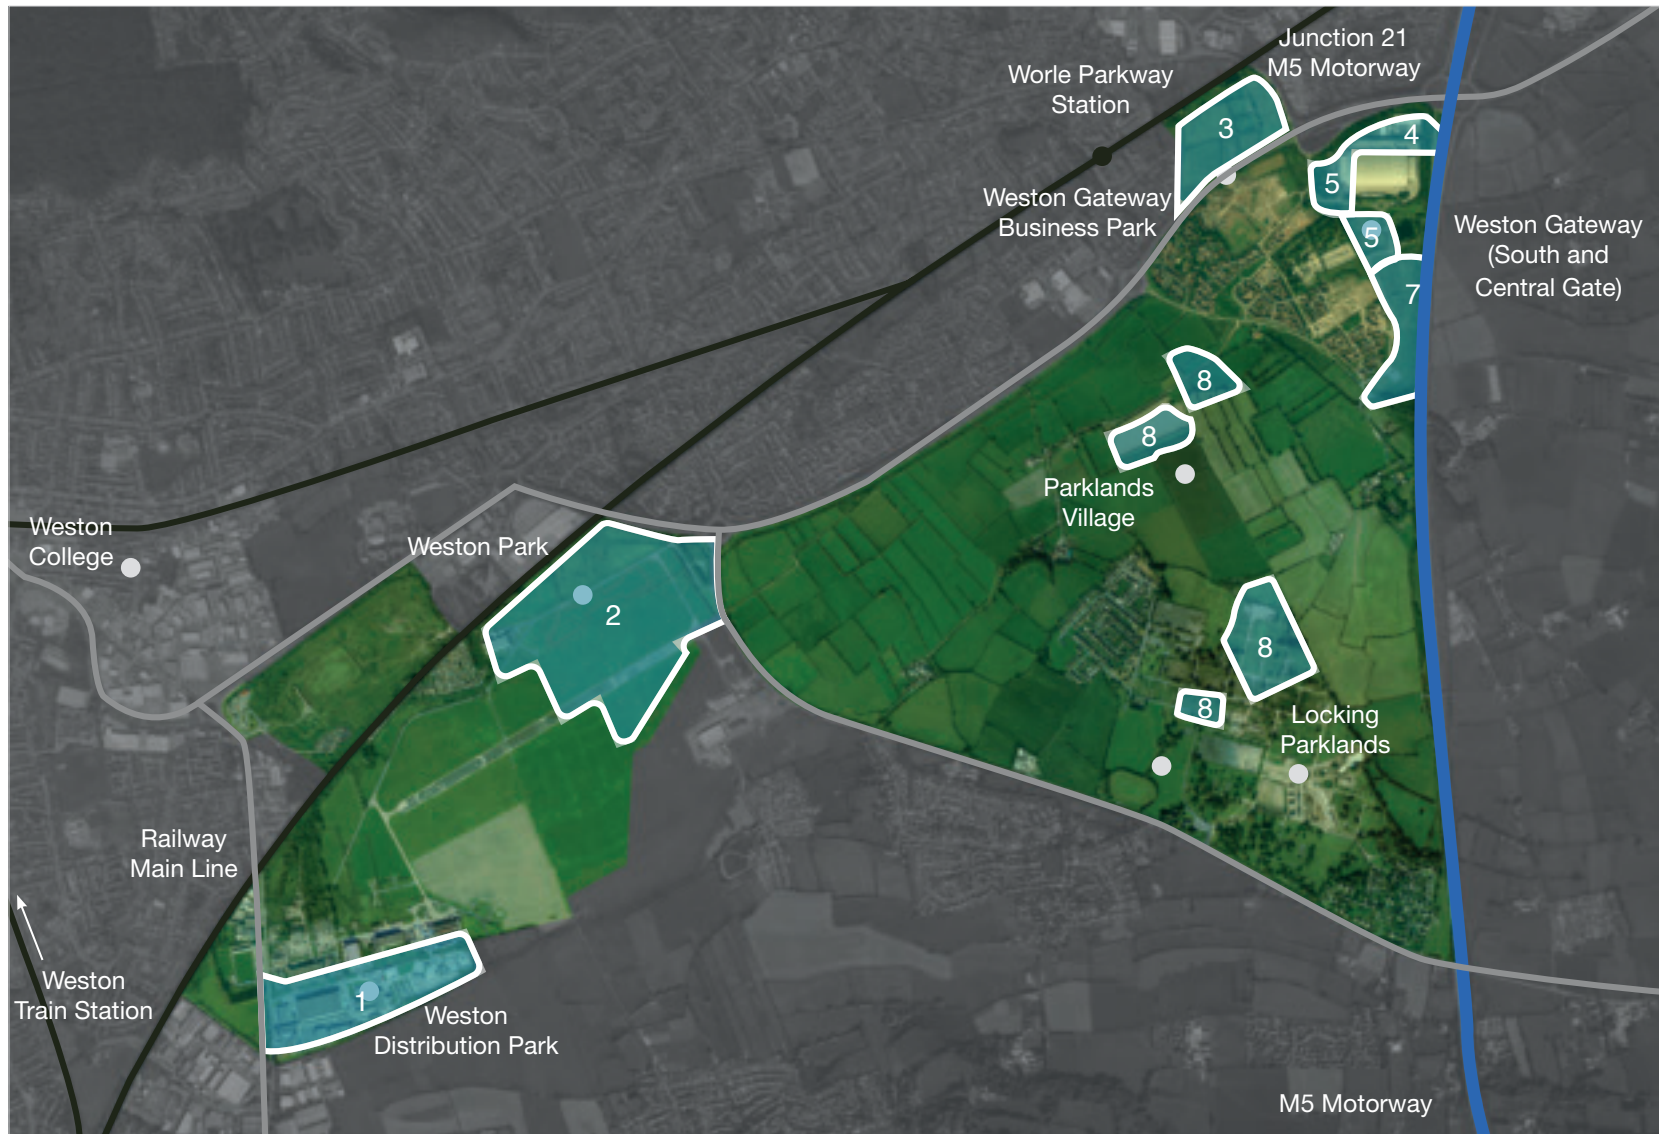 Junction 21
M5 Motorway
Worle Parkway
Station
3
4
5
Weston Gateway
Business Park
5
Weston Gateway
(South and
Central Gate)
7
8
8
Parklands
Village
Weston
College
Weston Park
2
8
8
Locking
Parklands
Railway
Main Line
Weston
Train Station
1
Weston
Distribution Park
M5 Motorway